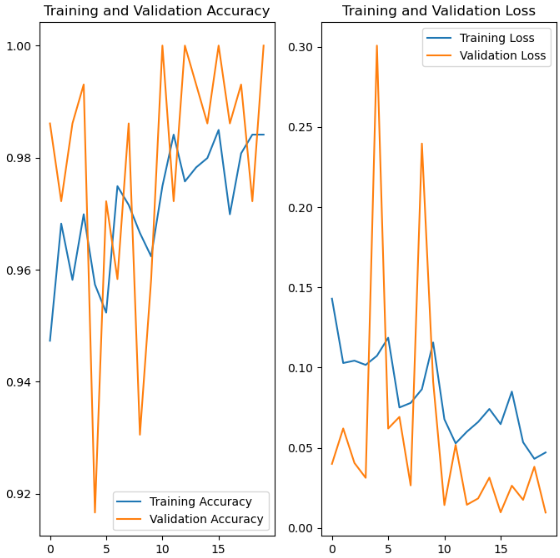 Training and Validation Accuracy
1.00
0.98
0.96
0.94
0.92
Training Accuracy
Validation Accuracy
0 5 10 15
Training and Validation Loss
Training Loss
Validation Loss
0.30
0.25
0.20
0.15
0.10
0.05
0.00
0 5 10 15